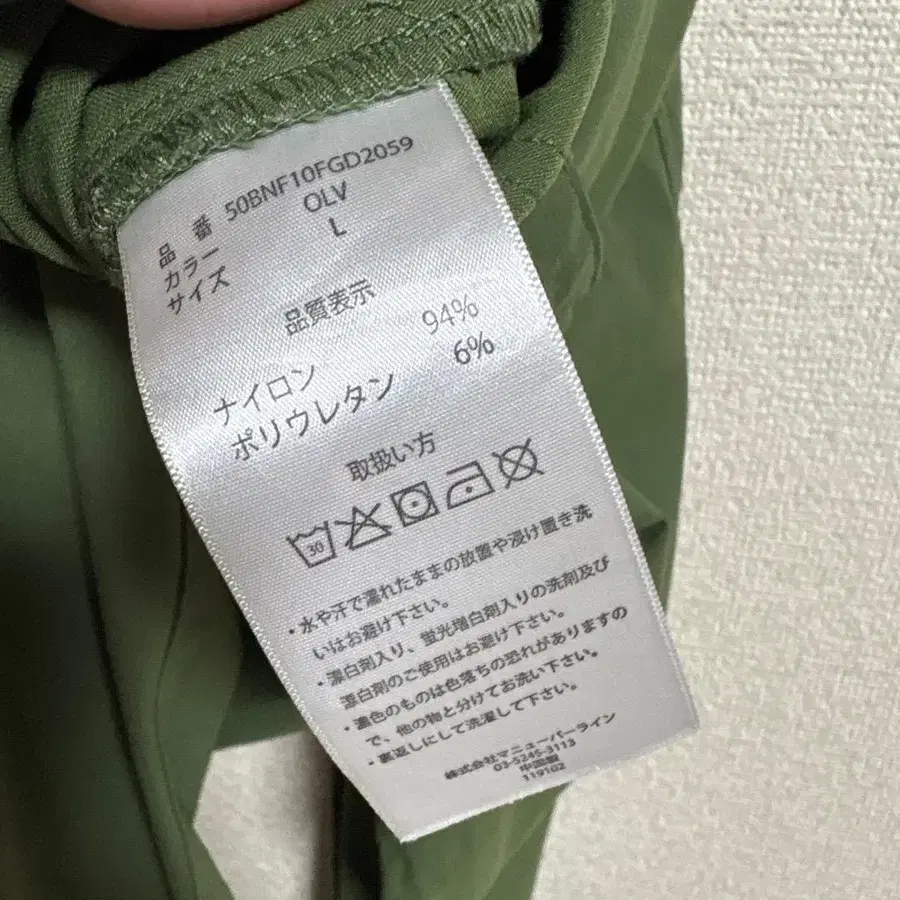 品 番 50BNF10FGD2059
カラー OLV
サイズ L
品質表示
ナイロン 94%
ポリウレタン 6%
取扱い方
30
・水や汗で濡れたままの放置や浸け置き洗
いはお避け下さい。
・漂白剤入り、蛍光増白剤入りの洗剤及び
漂白剤のご使用はお避け下さい。
・濃色のものは色落ちの恐れがありますの
で、他の物と分けてお洗い下さい。
・裏返しにして洗濯して下さい。
株式会社マニューバーライン
03-5245-3113
中国製
119102